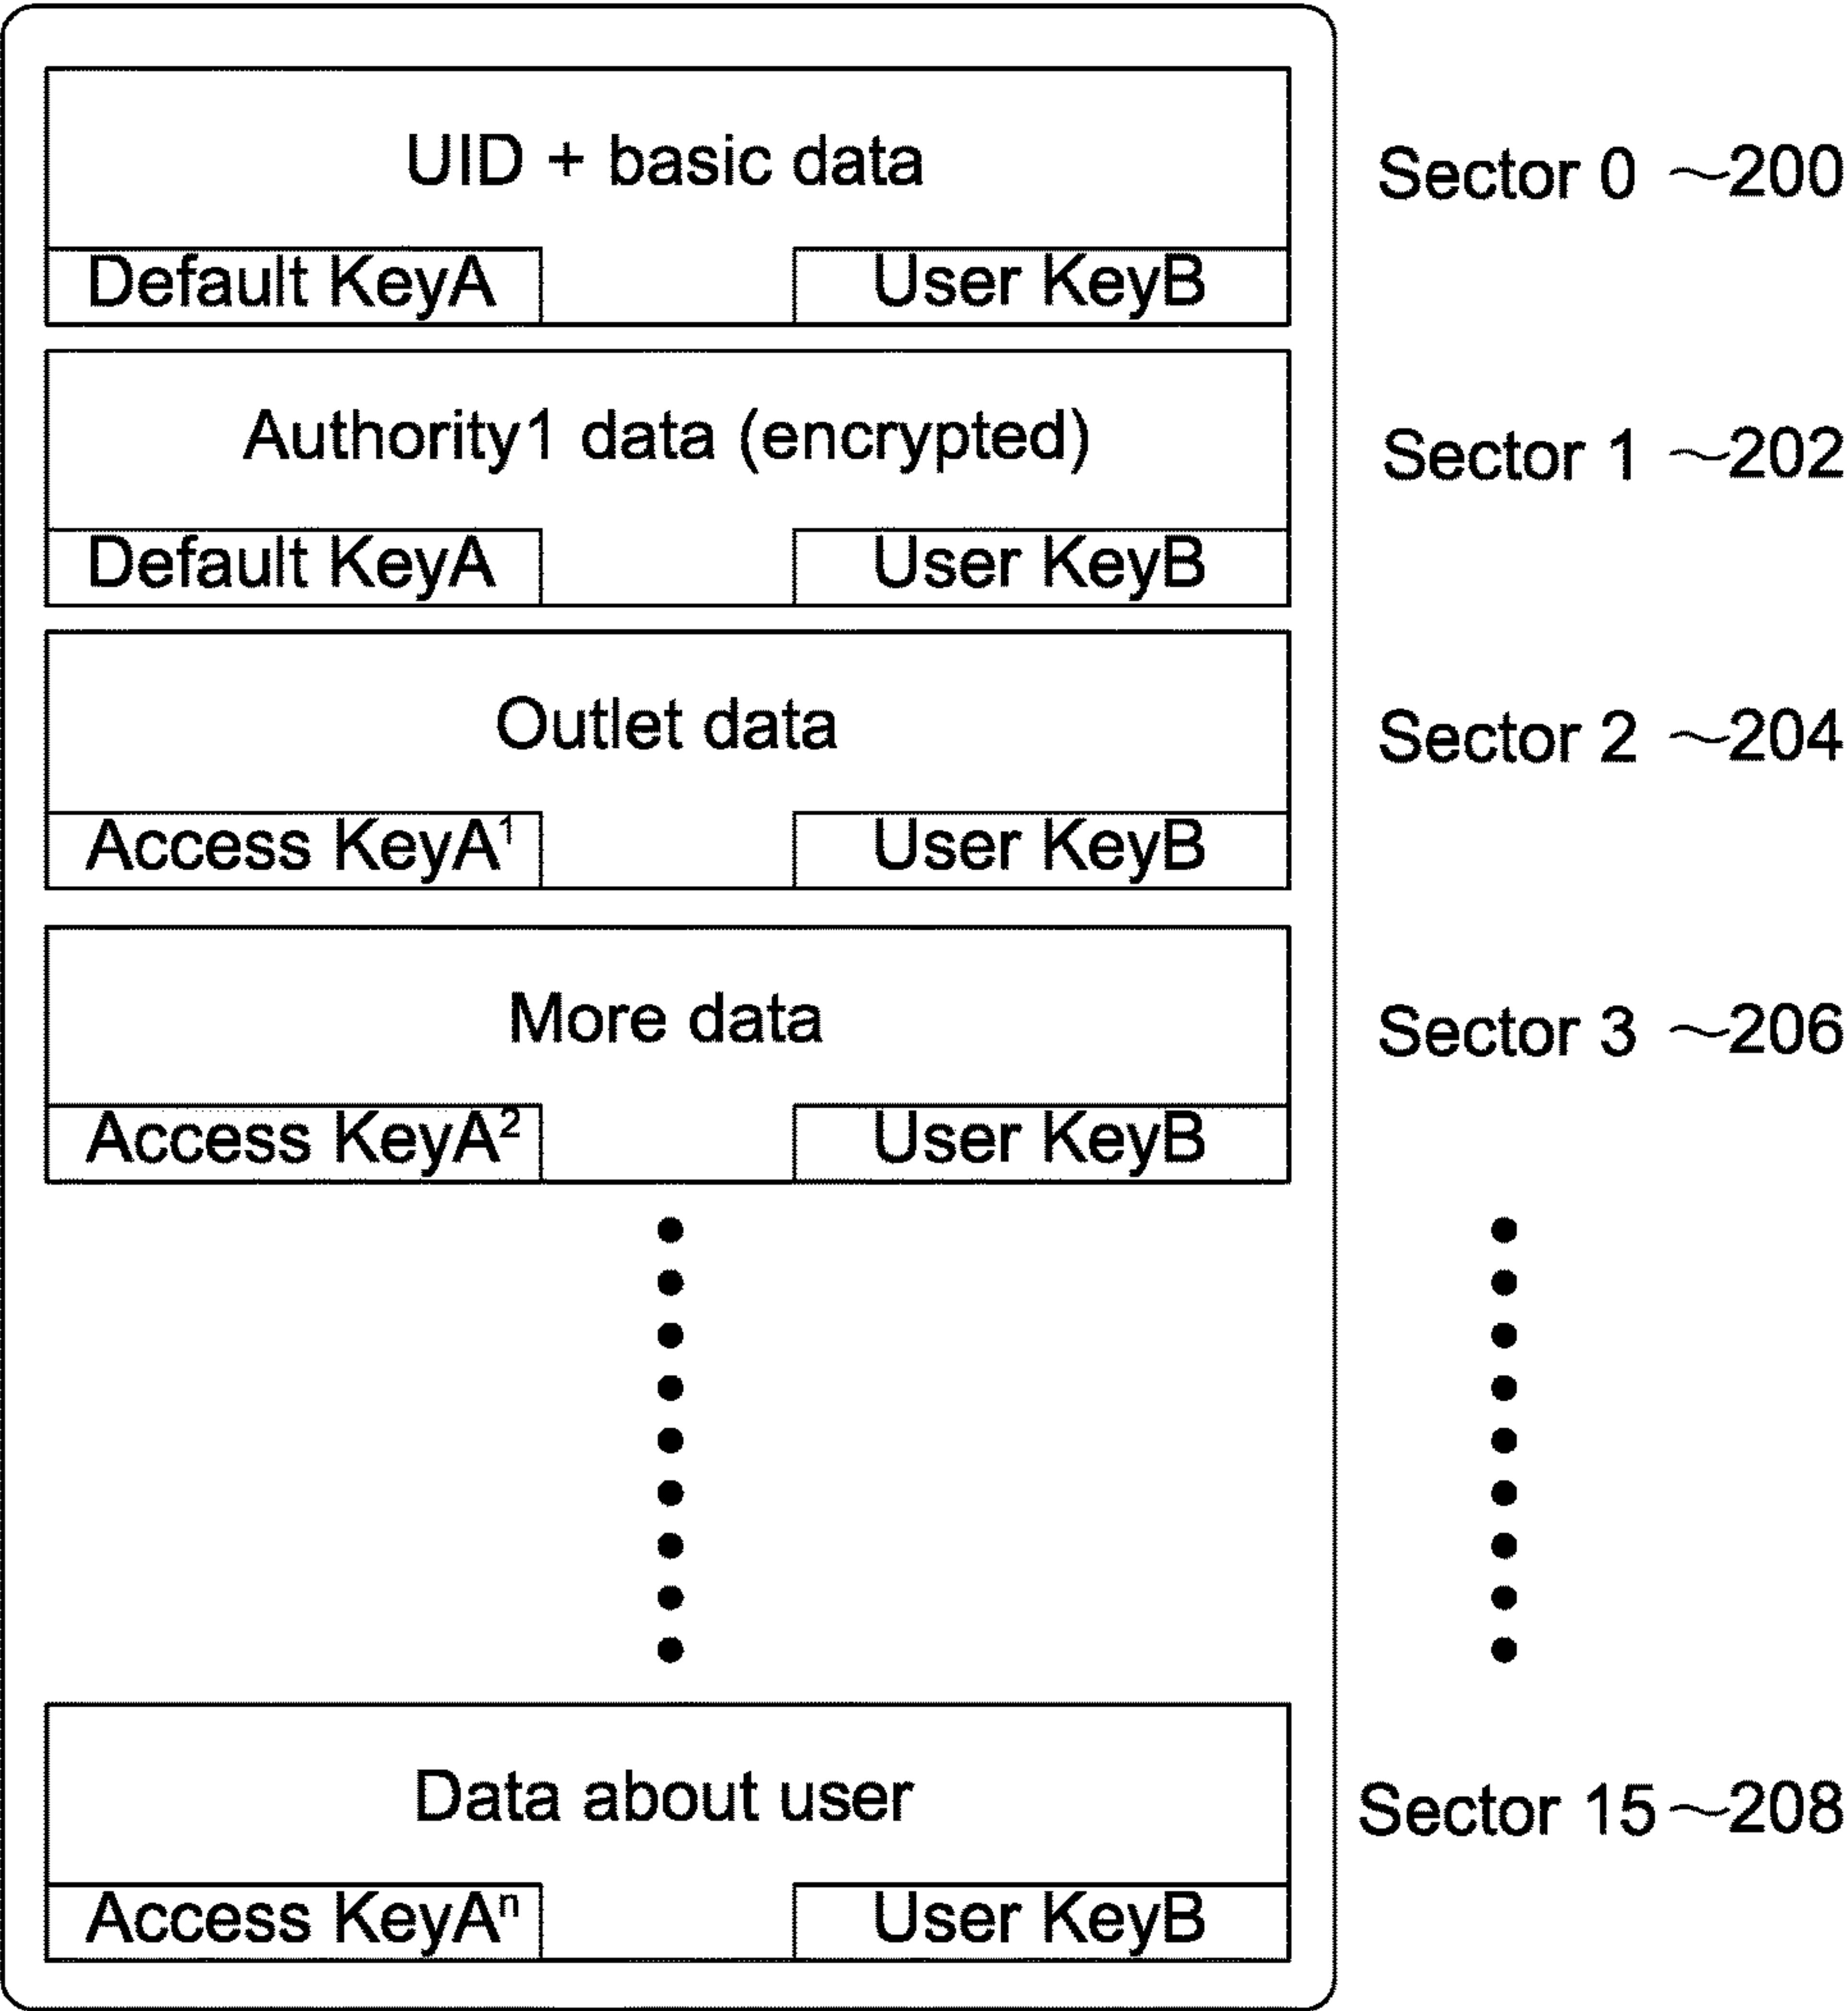 UID + basic data
Sector 0 ~200
Default KeyA User KeyB
Authority1 data (encrypted)
Sector 1 ~202
Default KeyA User KeyB
Outlet data
Sector 2 ~204
Access KeyA¹ User KeyB
More data
Sector 3 ~206
Access KeyA² User KeyB
Data about user
Sector 15 ~208
Access KeyAⁿ User KeyB